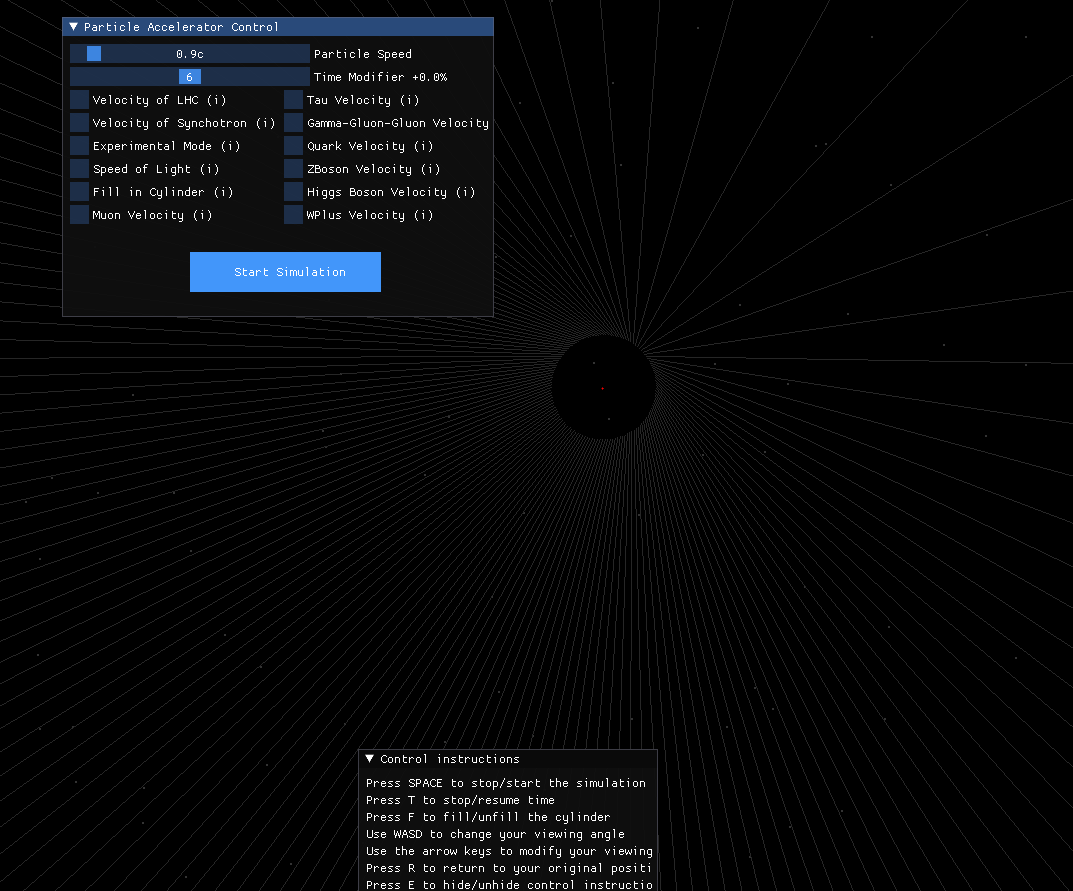 Particle Accelerator Control
0.9c Particle Speed
6 Time Modifier +0.0%
Velocity of LHC (i) Tau Velocity (i)
Velocity of Synchotron (i) Gamma-Gluon-Gluon Velocity
Experimental Mode (i) Quark Velocity (i)
Speed of Light (i) ZBoson Velocity (i)
Fill in Cylinder (i) Higgs Boson Velocity (i)
Muon Velocity (i) WPlus Velocity (i)
Start Simulation
Control instructions
Press SPACE to stop/start the simulation
Press T to stop/resume time
Press F to fill/unfill the cylinder
Use WASD to change your viewing angle
Use the arrow keys to modify your viewing
Press R to return to your original positi
Press E to hide/unhide control instructio